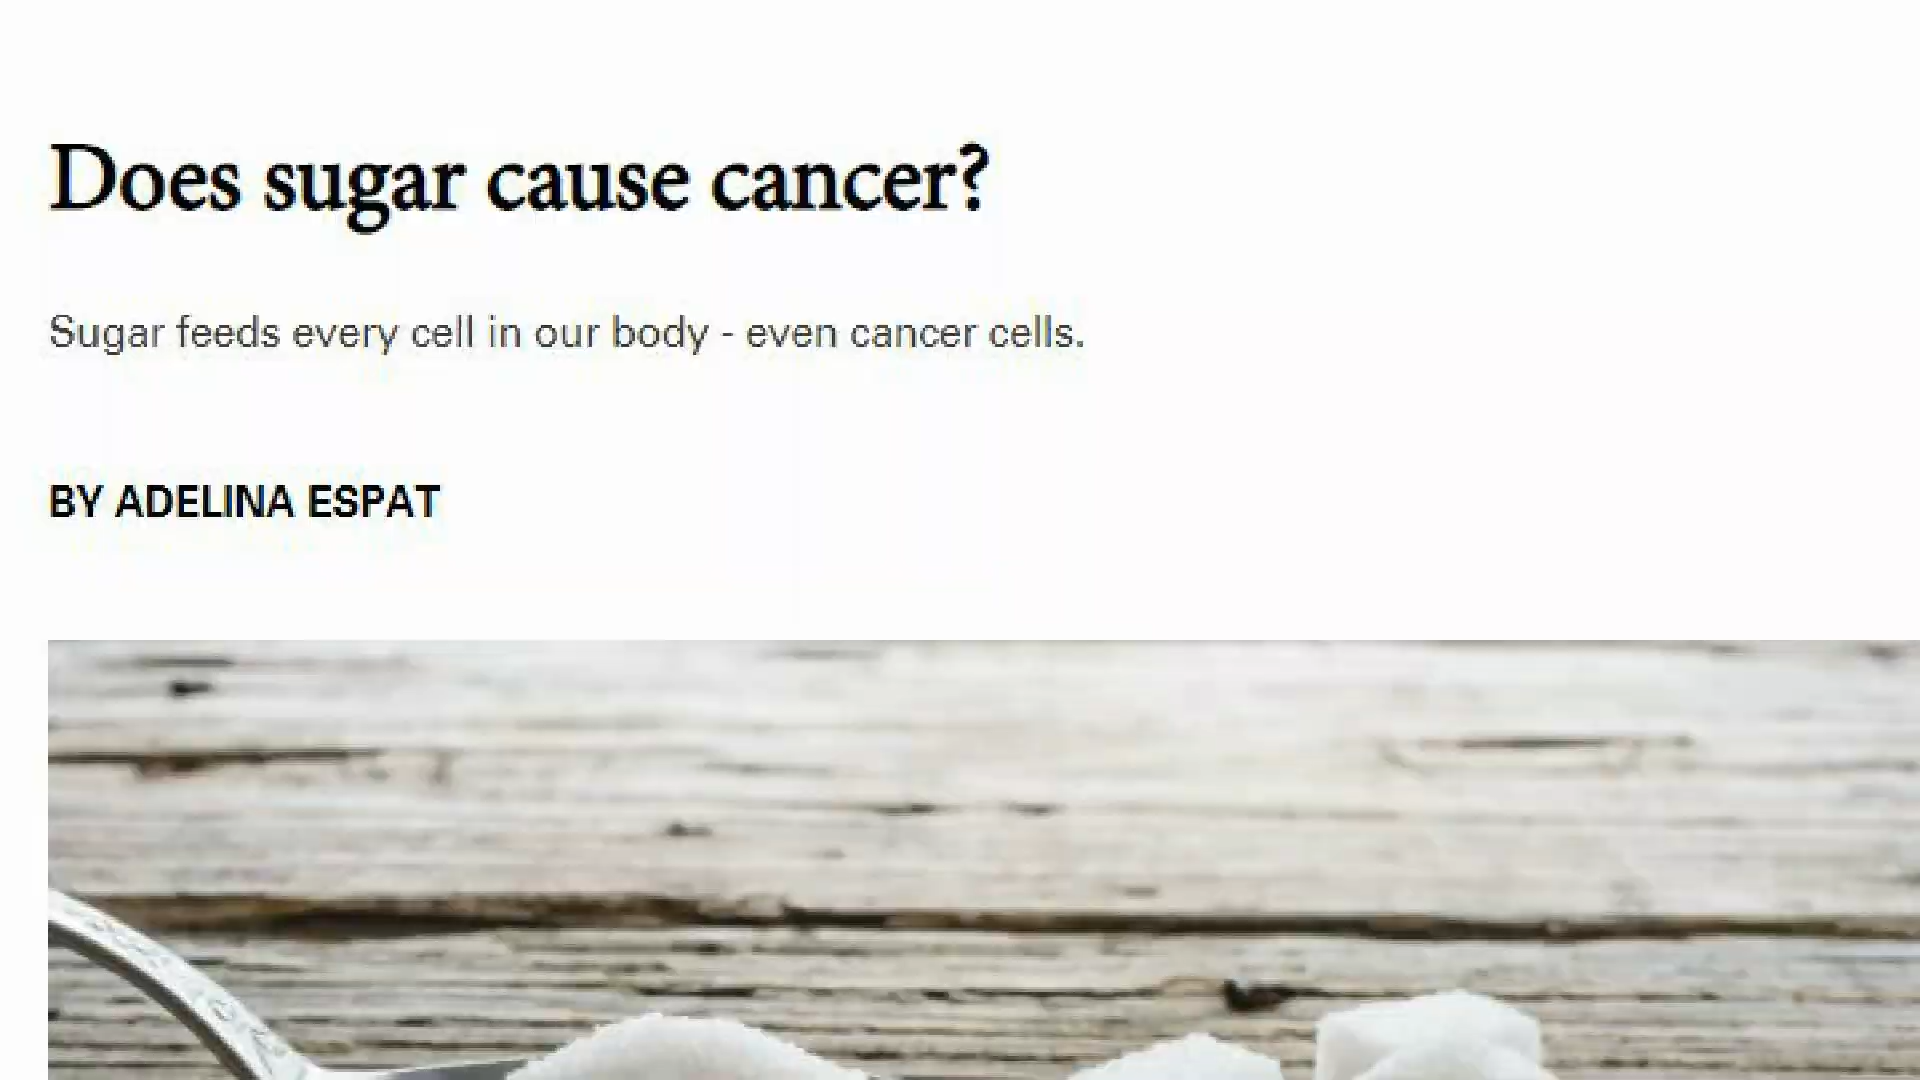 Does sugar cause cancer?
Sugar feeds every cell in our body - even cancer cells.
BY ADELINA ESPAT